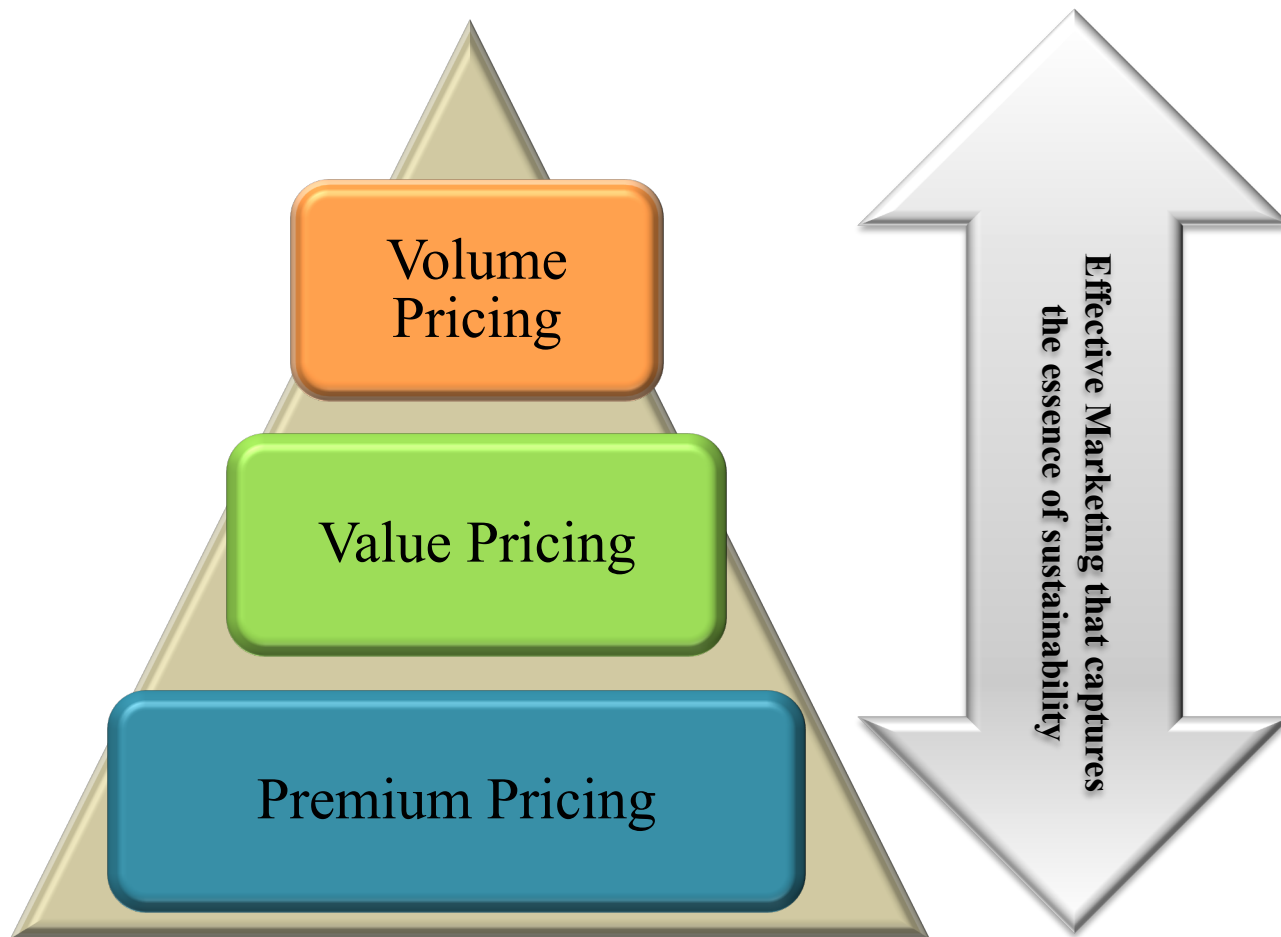 Volume
Pricing
Value Pricing
Premium Pricing
Effective Marketing that captures
the essence of sustainability